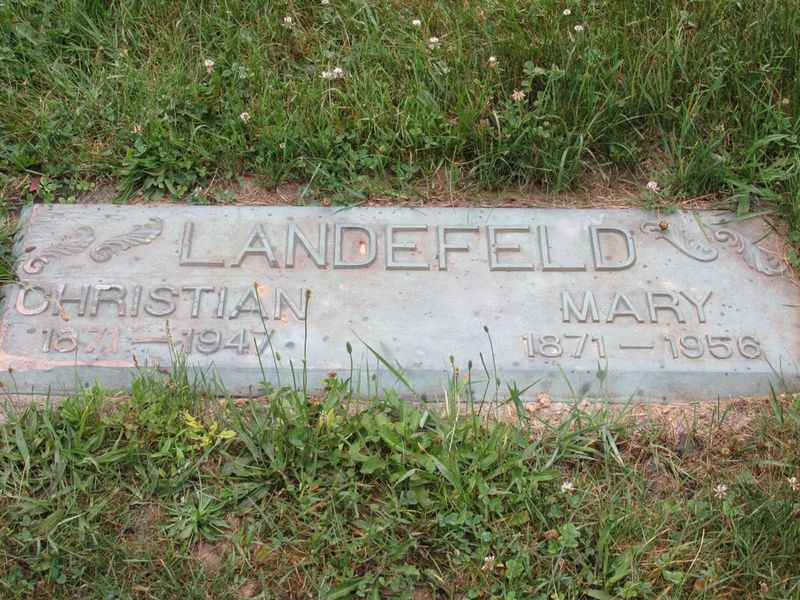 LANDEFELD
CHRISTIAN MARY
1871 — 1947 1871 — 1956